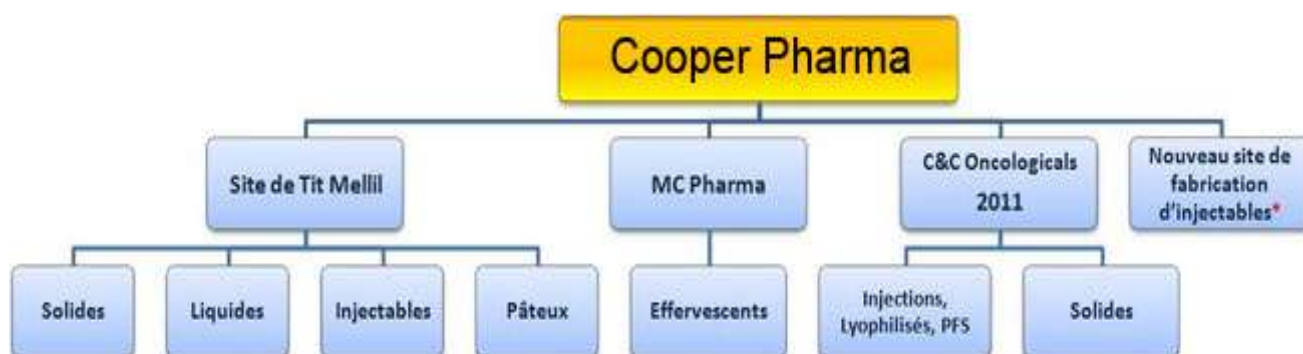 Cooper Pharma
Site de Tit Mellil
MC Pharma
C&C Oncologicals
2011
Nouveau site de
fabrication
d'injectables*
Solides
Liquides
Injectables
Pâteux
Effervescents
Injections,
Lyophilisés, PFS
Solides